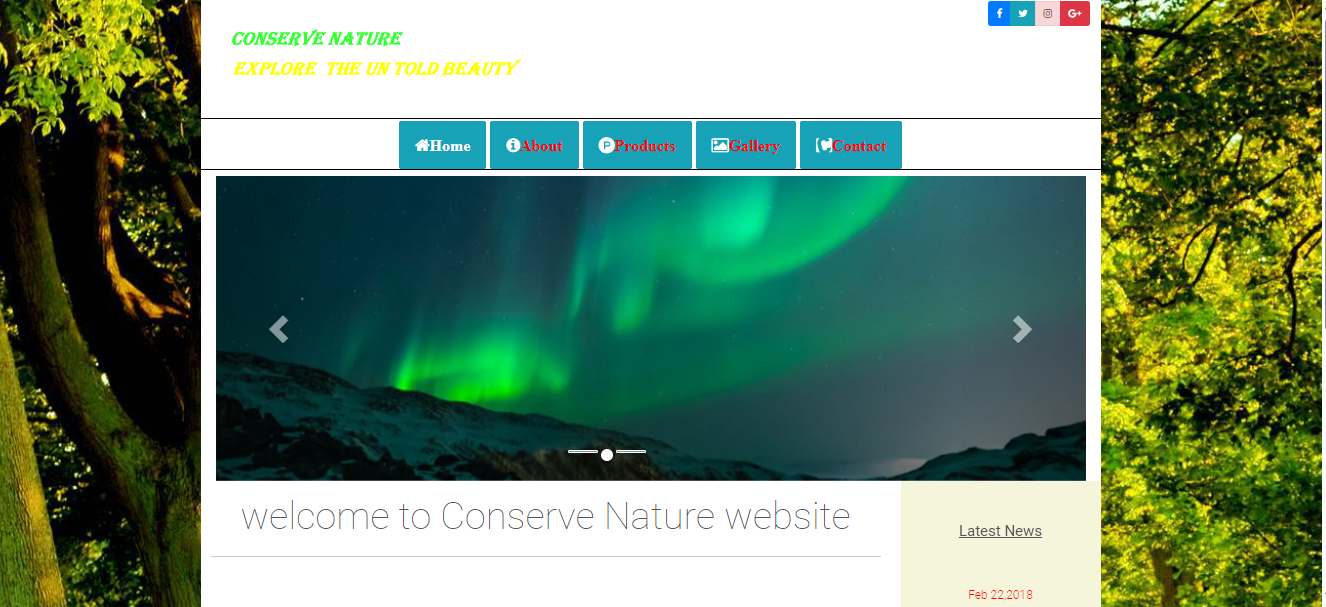 CONSERVE NATURE
EXPLORE THE UN TOLD BEAUTY
Home About Products Gallery Contact
welcome to Conserve Nature website
Latest News
Feb 22,2018